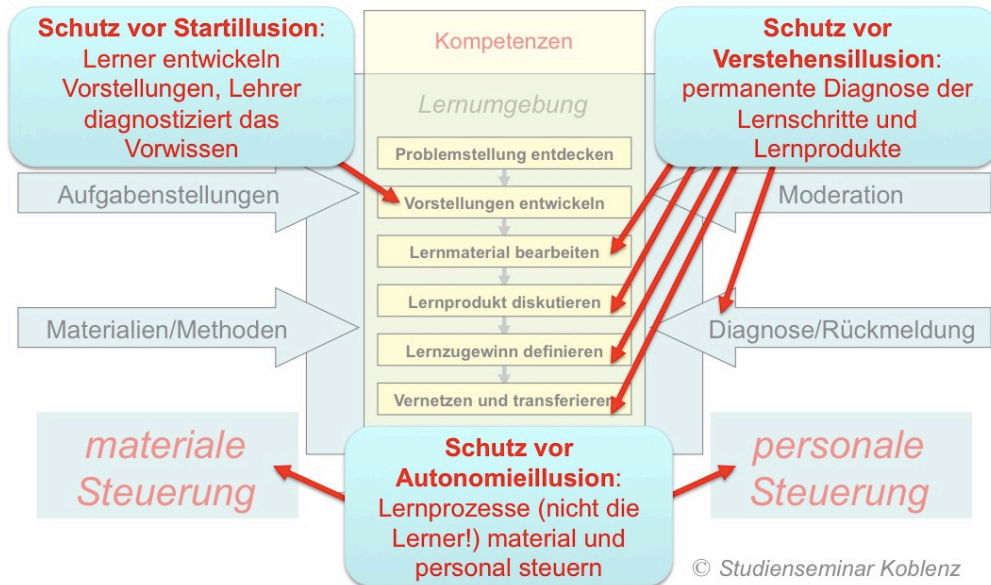 Schutz vor Startillusion:
Lerner entwickeln
Vorstellungen, Lehrer
diagnostiziert das
Vorwissen
Kompetenzen
Schutz vor
Verstehensillusion:
permanente Diagnose der
Lernschritte und
Lernprodukte
Lernumgebung
Problemstellung entdecken
Aufgabenstellungen
Vorstellungen entwickeln
Moderation
Lernmaterial bearbeiten
Lernprodukt diskutieren
Materialien/Methoden
Diagnose/Rückmeldung
Lernzugewinn definieren
Vernetzen und transferieren
materiale
Steuerung
Schutz vor
Autonomieillusion:
Lernprozesse (nicht die
Lerner!) material und
personal steuern
personale
Steuerung
© Studienseminar Koblenz